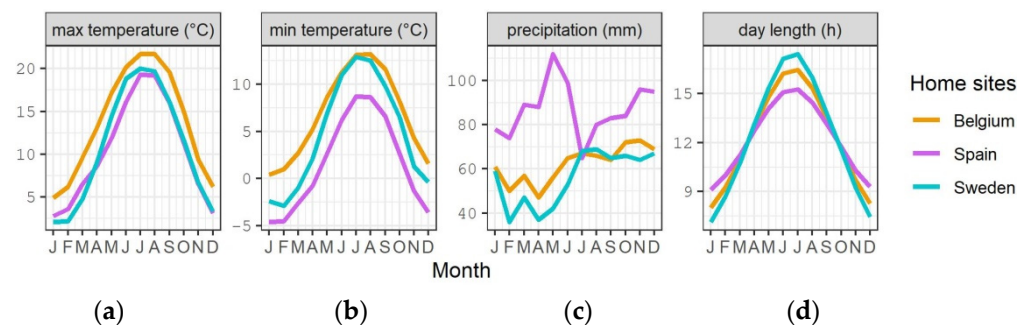 max temperature (°C)
min temperature (°C)
precipitation (mm)
day length (h)
20
15
10
5
10
5
0
−5
100
80
60
40
15
12
9
J F M A M J J A S O N D
J F M A M J J A S O N D
J F M A M J J A S O N D
J F M A M J J A S O N D
Month
Home sites
Belgium
Spain
Sweden
(a)
(b)
(c)
(d)